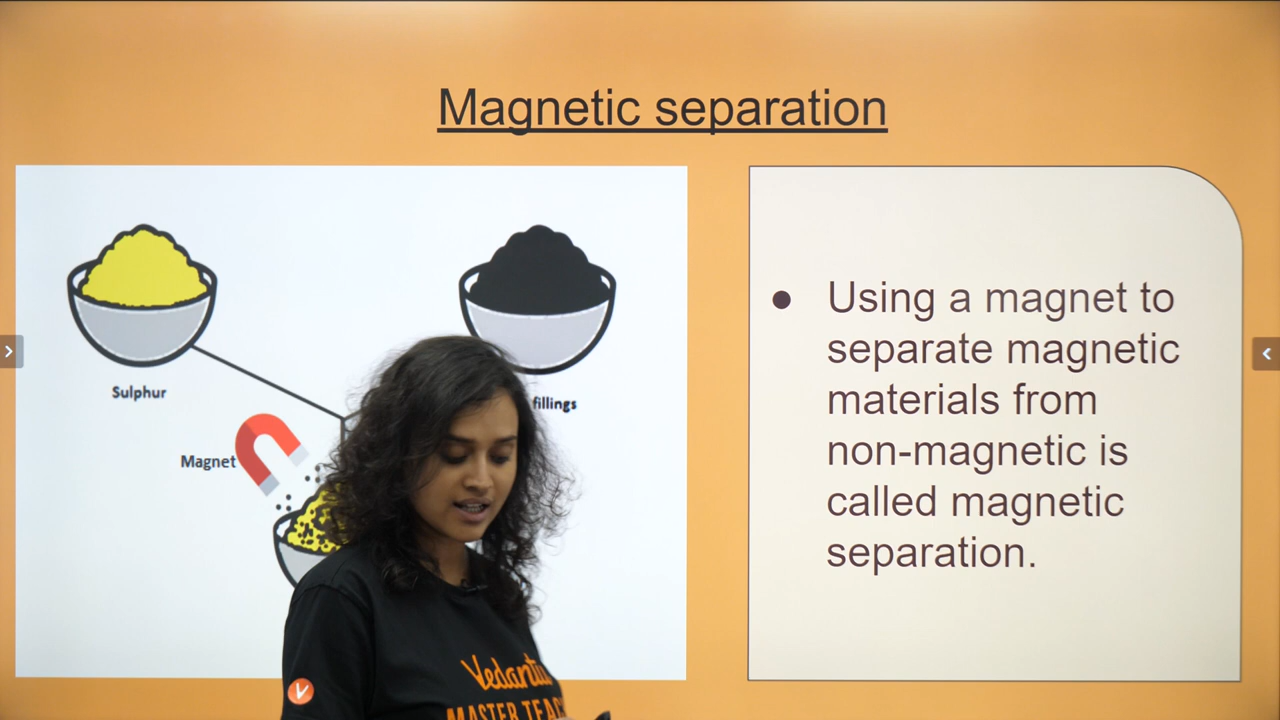 Magnetic separation
Sulphur
fillings
Magnet
● Using a magnet to
separate magnetic
materials from
non-magnetic is
called magnetic
separation.
Vedantu
MASTER TEAC